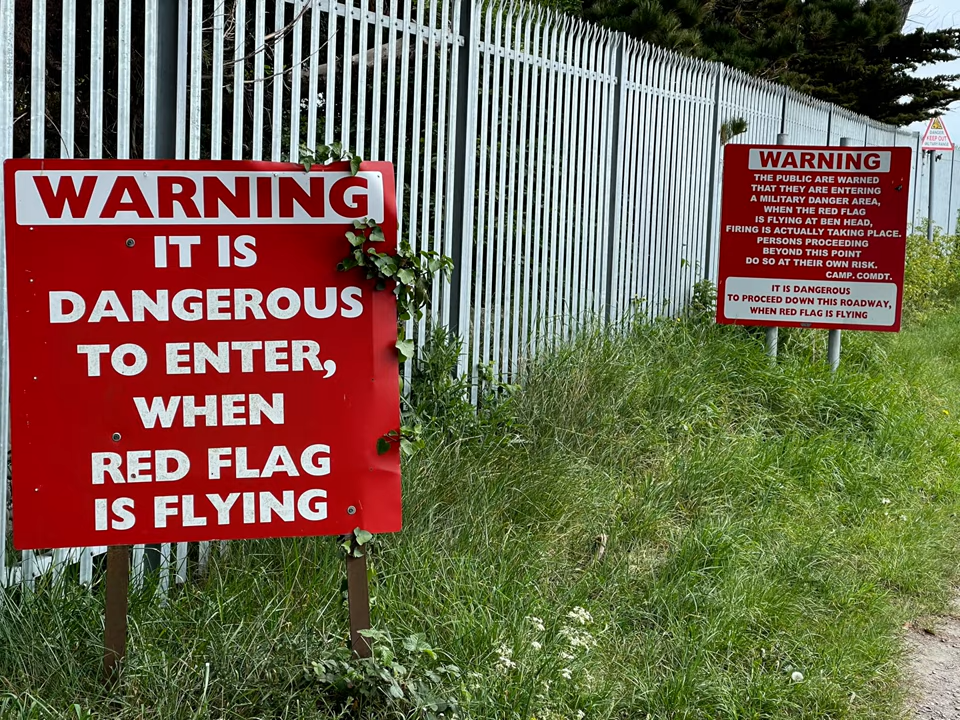 WARNING
IT IS
DANGEROUS
TO ENTER,
WHEN
RED FLAG
IS FLYING
WARNING
THE PUBLIC ARE WARNED
THAT THEY ARE ENTERING
A MILITARY DANGER AREA,
WHEN THE RED FLAG
IS FLYING AT BEN HEAD,
FIRING IS ACTUALLY TAKING PLACE.
PERSONS PROCEEDING
BEYOND THIS POINT
DO SO AT THEIR OWN RISK.
CAMP. COMDT.
IT IS DANGEROUS
TO PROCEED DOWN THIS ROADWAY,
WHEN RED FLAG IS FLYING
DANGER
KEEP OUT
MILITARY RANGE